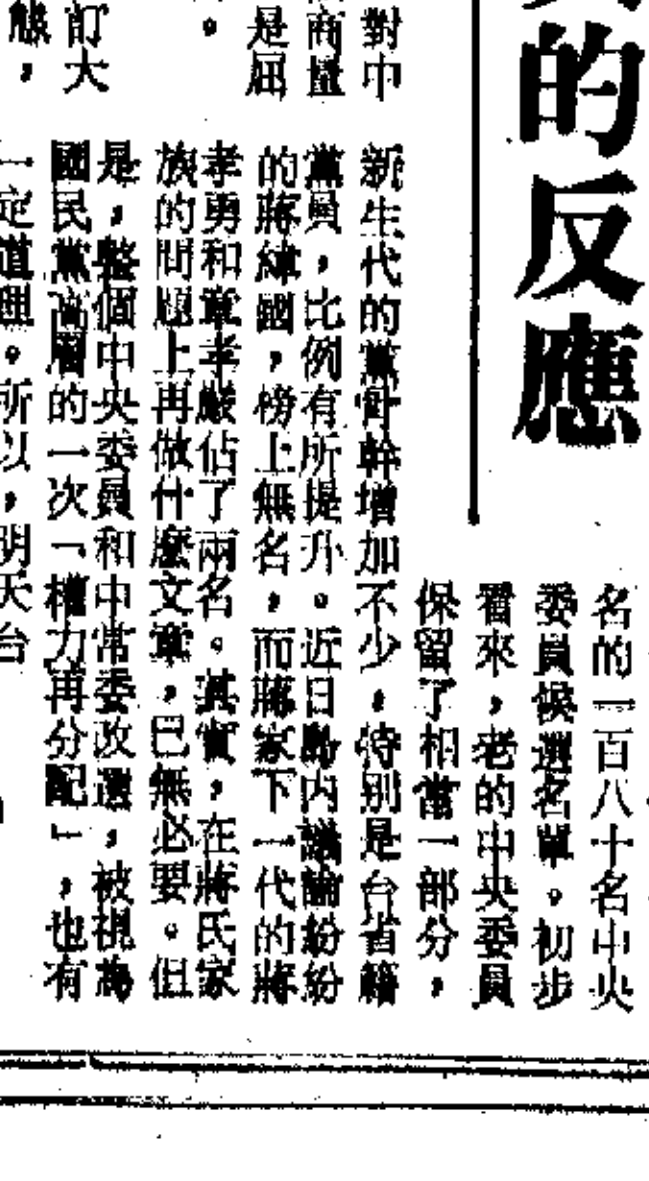 的反應
名的一百八十名中央
委員候選名單。初步
看來，老的中央委員
保留了相當一部分，
對中
新生代的黨幹增加不少，特別是台省籍
商量
黨員，比例有所提升。近日島內議論紛紛
是屈
的蔣緯國，榜上無名，而蔣家下一代的蔣
。
孝勇和章孝嚴佔了兩名。其實，在蔣氏家
族的問題上再做什麼文章，已無必要。但
訂大
是，整個中央委員和中常委改選，被視為
態，
國民黨高層的一次「權力再分配」，也有
一定道理。所以，明天台